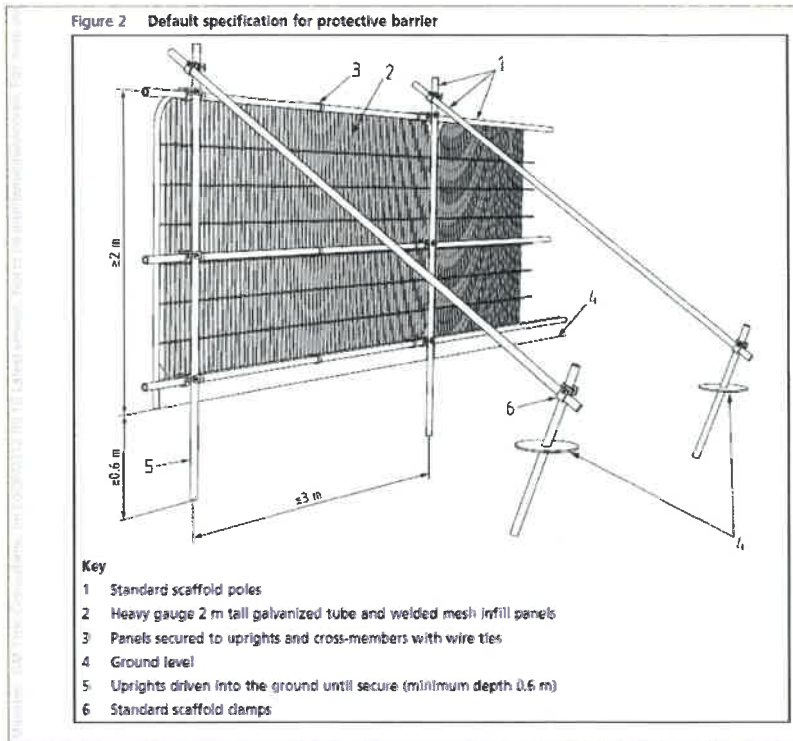 Figure 2 Default specification for protective barrier
3
2
1
≥2 m
4
6
≥0.6 m
5
≤3 m
4
Key
1 Standard scaffold poles
2 Heavy gauge 2 m tall galvanized tube and welded mesh infill panels
3 Panels secured to uprights and cross-members with wire ties
4 Ground level
5 Uprights driven into the ground until secure (minimum depth 0.6 m)
6 Standard scaffold clamps